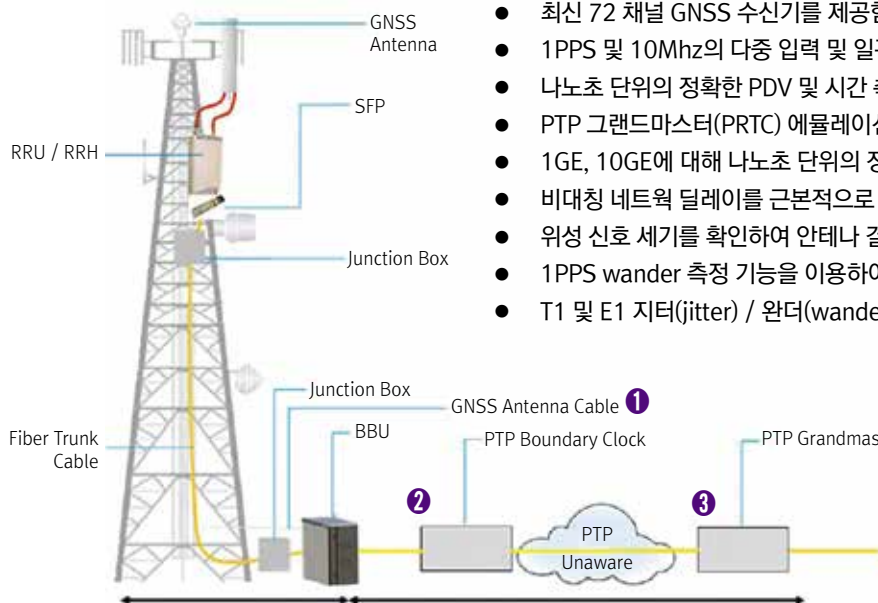 ● 최신 72 채널 GNSS 수신기를 제공
● 1PPS 및 10Mhz의 다중 입력 및
● 나노초 단위의 정확한 PDV 및 시간
● PTP 그랜드마스터(PRTC) 에뮬레이션
● 1GE, 10GE에 대해 나노초 단위의
● 비대칭 네트웍 딜레이를 근본적으로
● 위성 신호 세기를 확인하여 안테나
● 1PPS wander 측정 기능을 이용하여
● T1 및 E1 지터(jitter) / 완더(wande
GNSS
Antenna
SFP
RRU / RRH
Junction Box
Junction Box
GNSS Antenna Cable 1
Fiber Trunk
Cable
BBU
PTP Boundary Clock
PTP Grandmas
2
3
PTP
Unaware